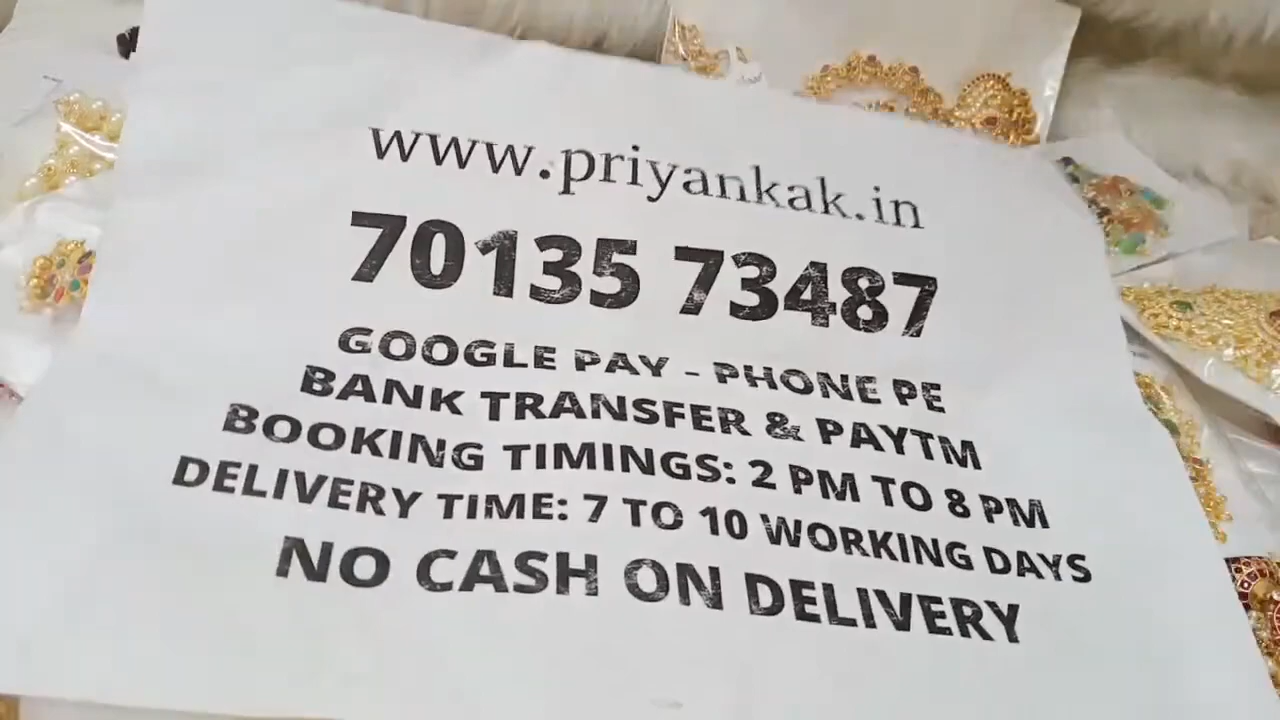 www.priyankak.in
70135 73487
GOOGLE PAY - PHONE PE
BANK TRANSFER & PAYTM
BOOKING TIMINGS: 2 PM TO 8 PM
DELIVERY TIME: 7 TO 10 WORKING DAYS
NO CASH ON DELIVERY